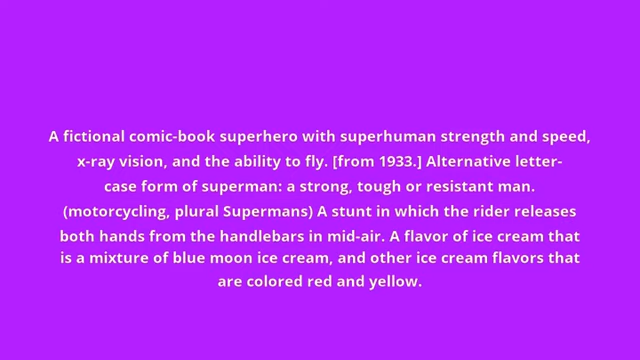 A fictional comic-book superhero with superhuman strength and speed,
x-ray vision, and the ability to fly. [from 1933.] Alternative letter-
case form of superman: a strong, tough or resistant man.
(motorcycling, plural Supermans) A stunt in which the rider releases
both hands from the handlebars in mid-air. A flavor of ice cream that
is a mixture of blue moon ice cream, and other ice cream flavors that
are colored red and yellow.